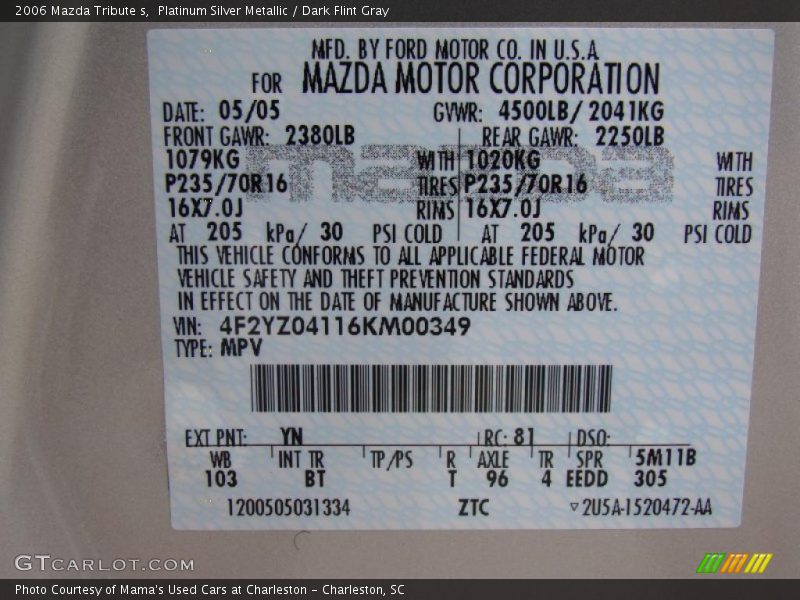 2006 Mazda Tribute s,  Platinum Silver Metallic / Dark Flint Gray
MFD. BY FORD MOTOR CO. IN U.S.A
FOR MAZDA MOTOR CORPORATION
DATE: 05/05 GVWR: 4500LB/ 2041KG
FRONT GAWR: 2380LB REAR GAWR: 2250LB
1079KG WITH 1020KG WITH
P235/70R16 TIRES P235/70R16 TIRES
16X7.0J RIMS 16X7.0J RIMS
AT 205 kPa/ 30 PSI COLD AT 205 kPa/ 30 PSI COLD
mazda
THIS VEHICLE CONFORMS TO ALL APPLICABLE FEDERAL MOTOR
VEHICLE SAFETY AND THEFT PREVENTION STANDARDS
IN EFFECT ON THE DATE OF MANUFACTURE SHOWN ABOVE.
VIN: 4F2YZ04116KM00349
TYPE: MPV
EXT PNT: YN RC: 81 DSO:
WB INT TR TP/PS R AXLE TR SPR 5M11B
103 BT T 96 4 EEDD 305
1200505031334 ZTC ▽2U5A-1520472-AA
GTCARLOT.COM
Photo Courtesy of Mama's Used Cars at Charleston – Charleston, SC